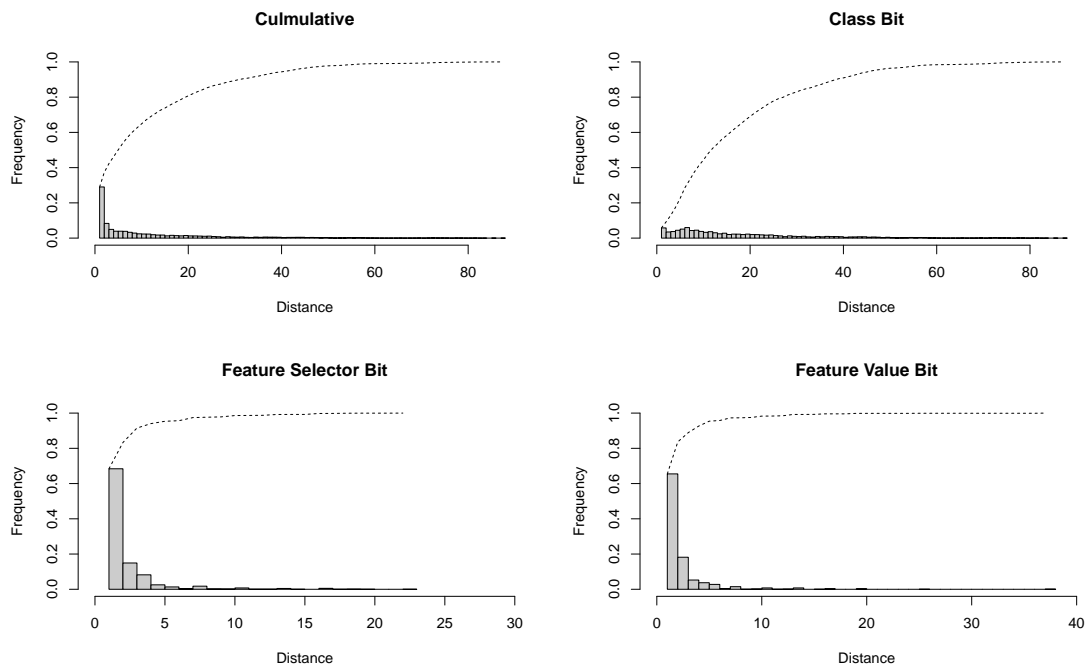 Culmulative
Frequency
0.0 0.2 0.4 0.6 0.8 1.0
0 20 40 60 80
Distance
Class Bit
Frequency
0.0 0.2 0.4 0.6 0.8 1.0
0 20 40 60 80
Distance
Feature Selector Bit
Frequency
0.0 0.2 0.4 0.6 0.8 1.0
0 5 10 15 20 25 30
Distance
Feature Value Bit
Frequency
0.0 0.2 0.4 0.6 0.8 1.0
0 10 20 30 40
Distance